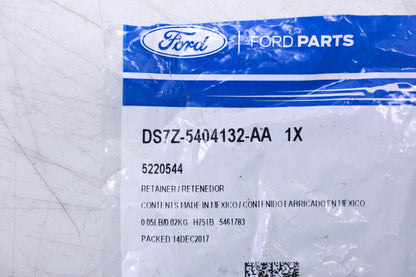 Ford FORD PARTS
DS7Z-5404132-AA 1X
5220544
RETAINER / RETENEDOR
CONTENTS MADE IN MEXICO / CONTENIDO FABRICADO EN MÉXICO
0.05LB/0.02KG H751B 5461783
PACKED 14DEC2017